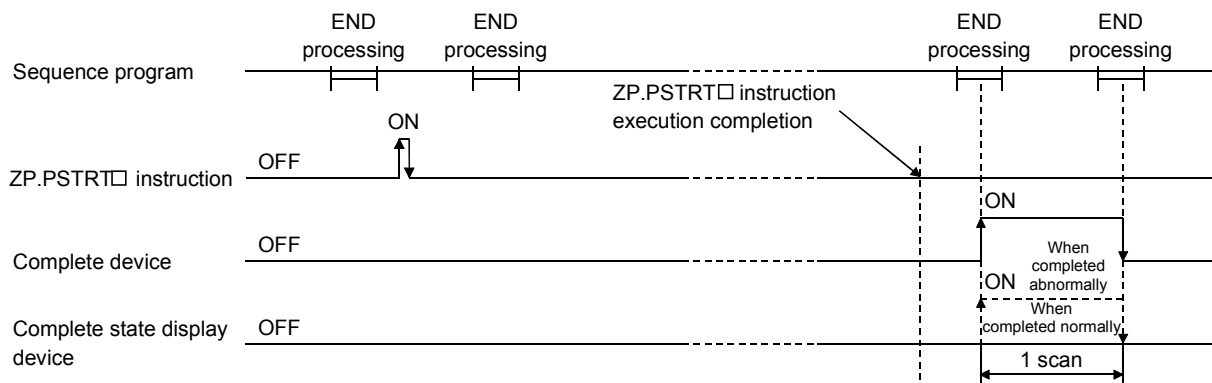 END processing
END processing
END processing
END processing
Sequence program
ZP.PSTRT□ instruction
execution completion
ON
OFF
ZP.PSTRT□ instruction
ON
OFF
Complete device
When
completed
abnormally
ON
OFF
When
completed normally
Complete state display
device
1 scan